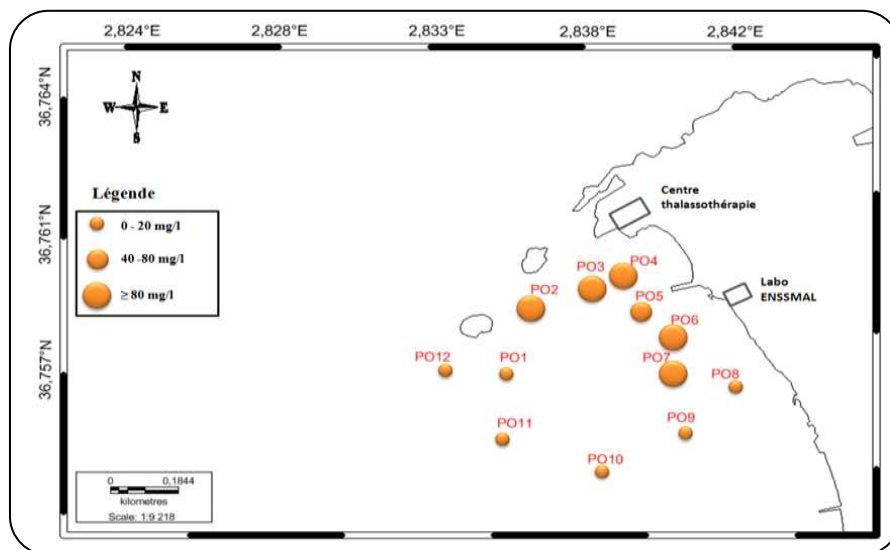 2,824°E 2,828°E 2,833°E 2,838°E 2,842°E
36,764°N
36,761°N
36,757°N
N
W E
S
Légende
0 - 20 mg/l
40 -80 mg/l
≥ 80 mg/l
Centre
thalassothérapie
Labo
ENSSMAL
PO4
PO3
PO2
PO5
PO6
PO7
PO12
PO1
PO8
PO11
PO9
PO10
0 0,1844
kilometres
Scale: 1:9 218